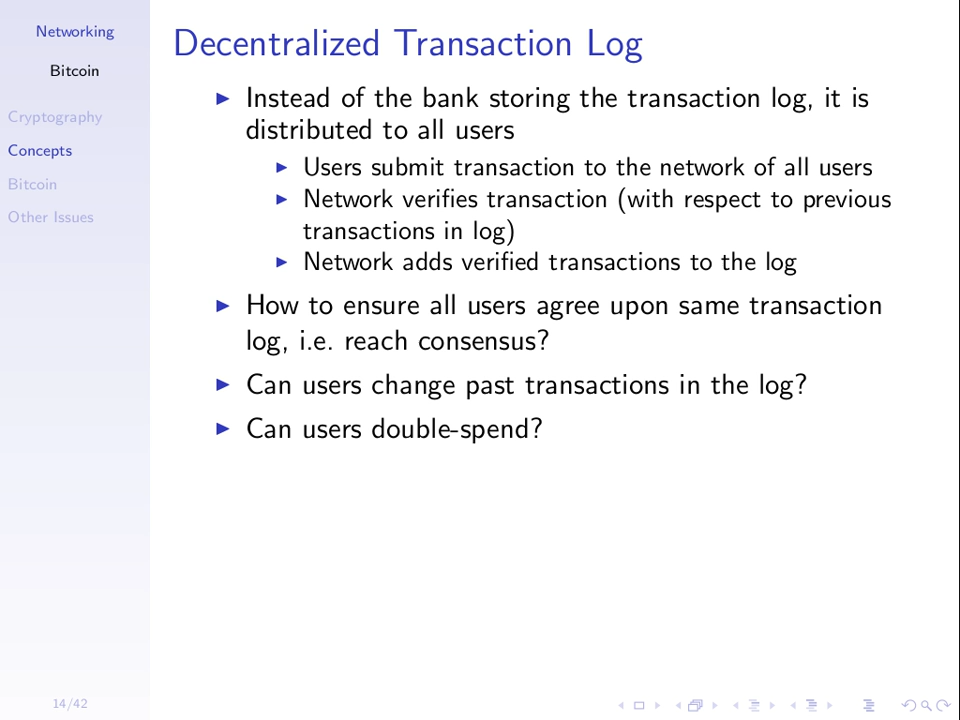 Networking
Bitcoin
Cryptography
Concepts
Bitcoin
Other Issues
Decentralized Transaction Log
Instead of the bank storing the transaction log, it is
distributed to all users
Users submit transaction to the network of all users
Network verifies transaction (with respect to previous
transactions in log)
Network adds verified transactions to the log
How to ensure all users agree upon same transaction
log, i.e. reach consensus?
Can users change past transactions in the log?
Can users double-spend?
14/42